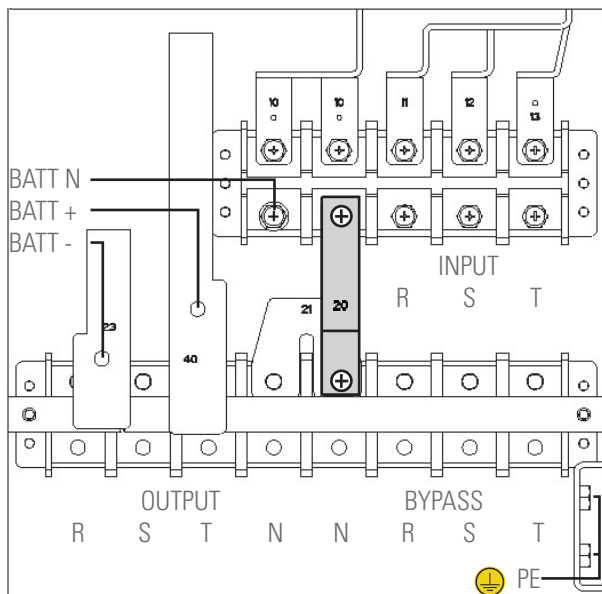 10 10 11 12 13
BATT N
BATT +
BATT -
INPUT
R S T
21 20
23
40
OUTPUT BYPASS
R S T N N R S T
PE